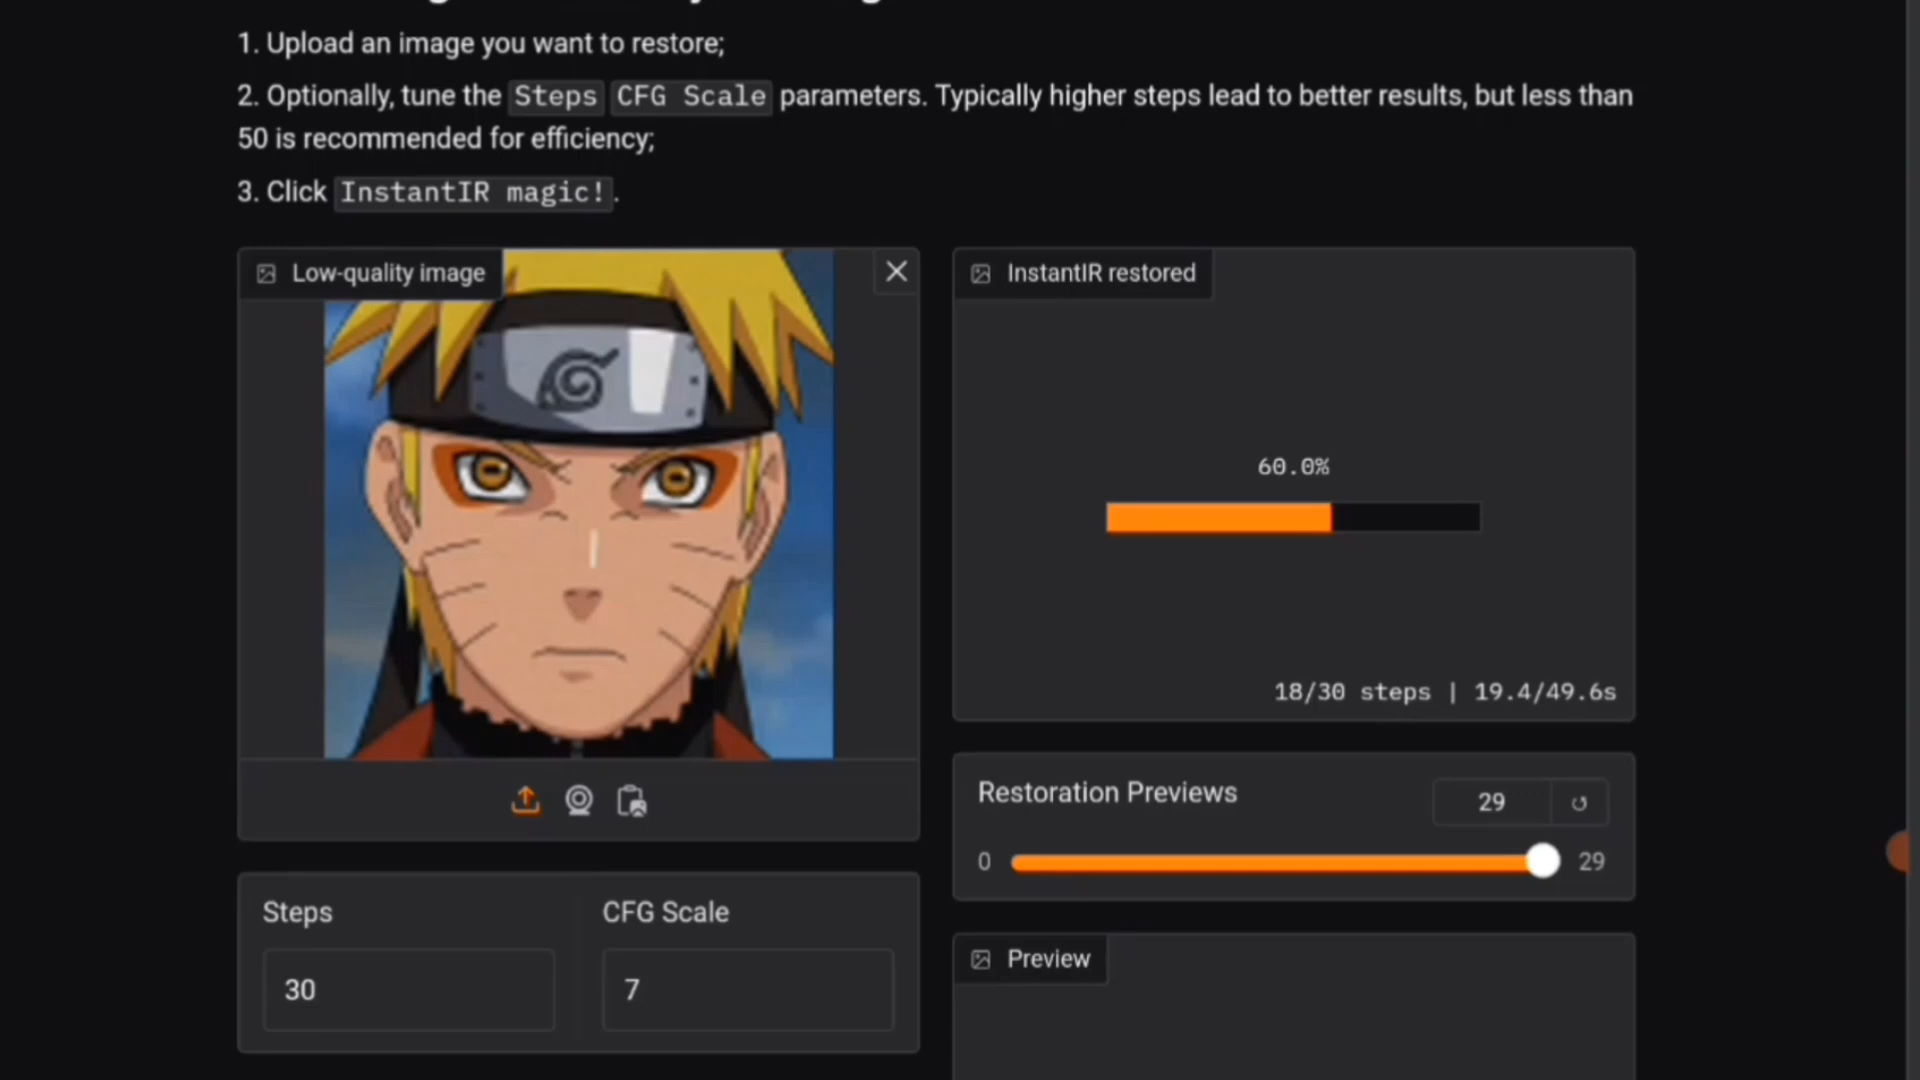 1. Upload an image you want to restore;
2. Optionally, tune the Steps CFG Scale parameters. Typically higher steps lead to better results, but less than
50 is recommended for efficiency;
3. Click InstantIR magic!.
Low-quality image
InstantIR restored
60.0%
18/30 steps | 19.4/49.6s
Restoration Previews
29
0
29
Steps
CFG Scale
30
7
Preview